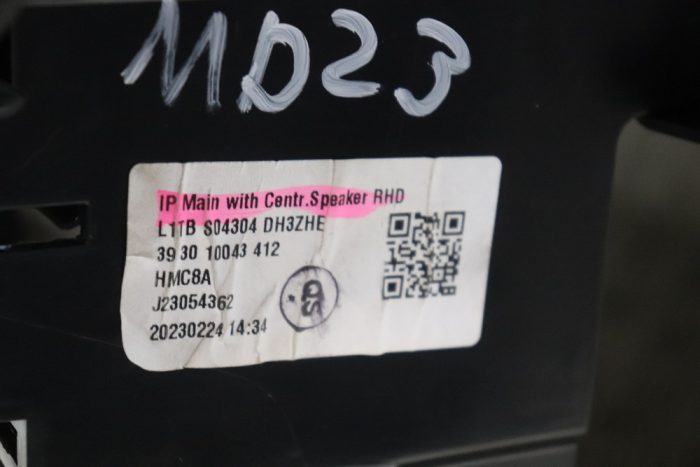 MD23
IP Main with Centr.Speaker RHD
L1TB S04304 DH3ZHE
39 30 10043 412
HMC8A
J23054362
20230224 14:34